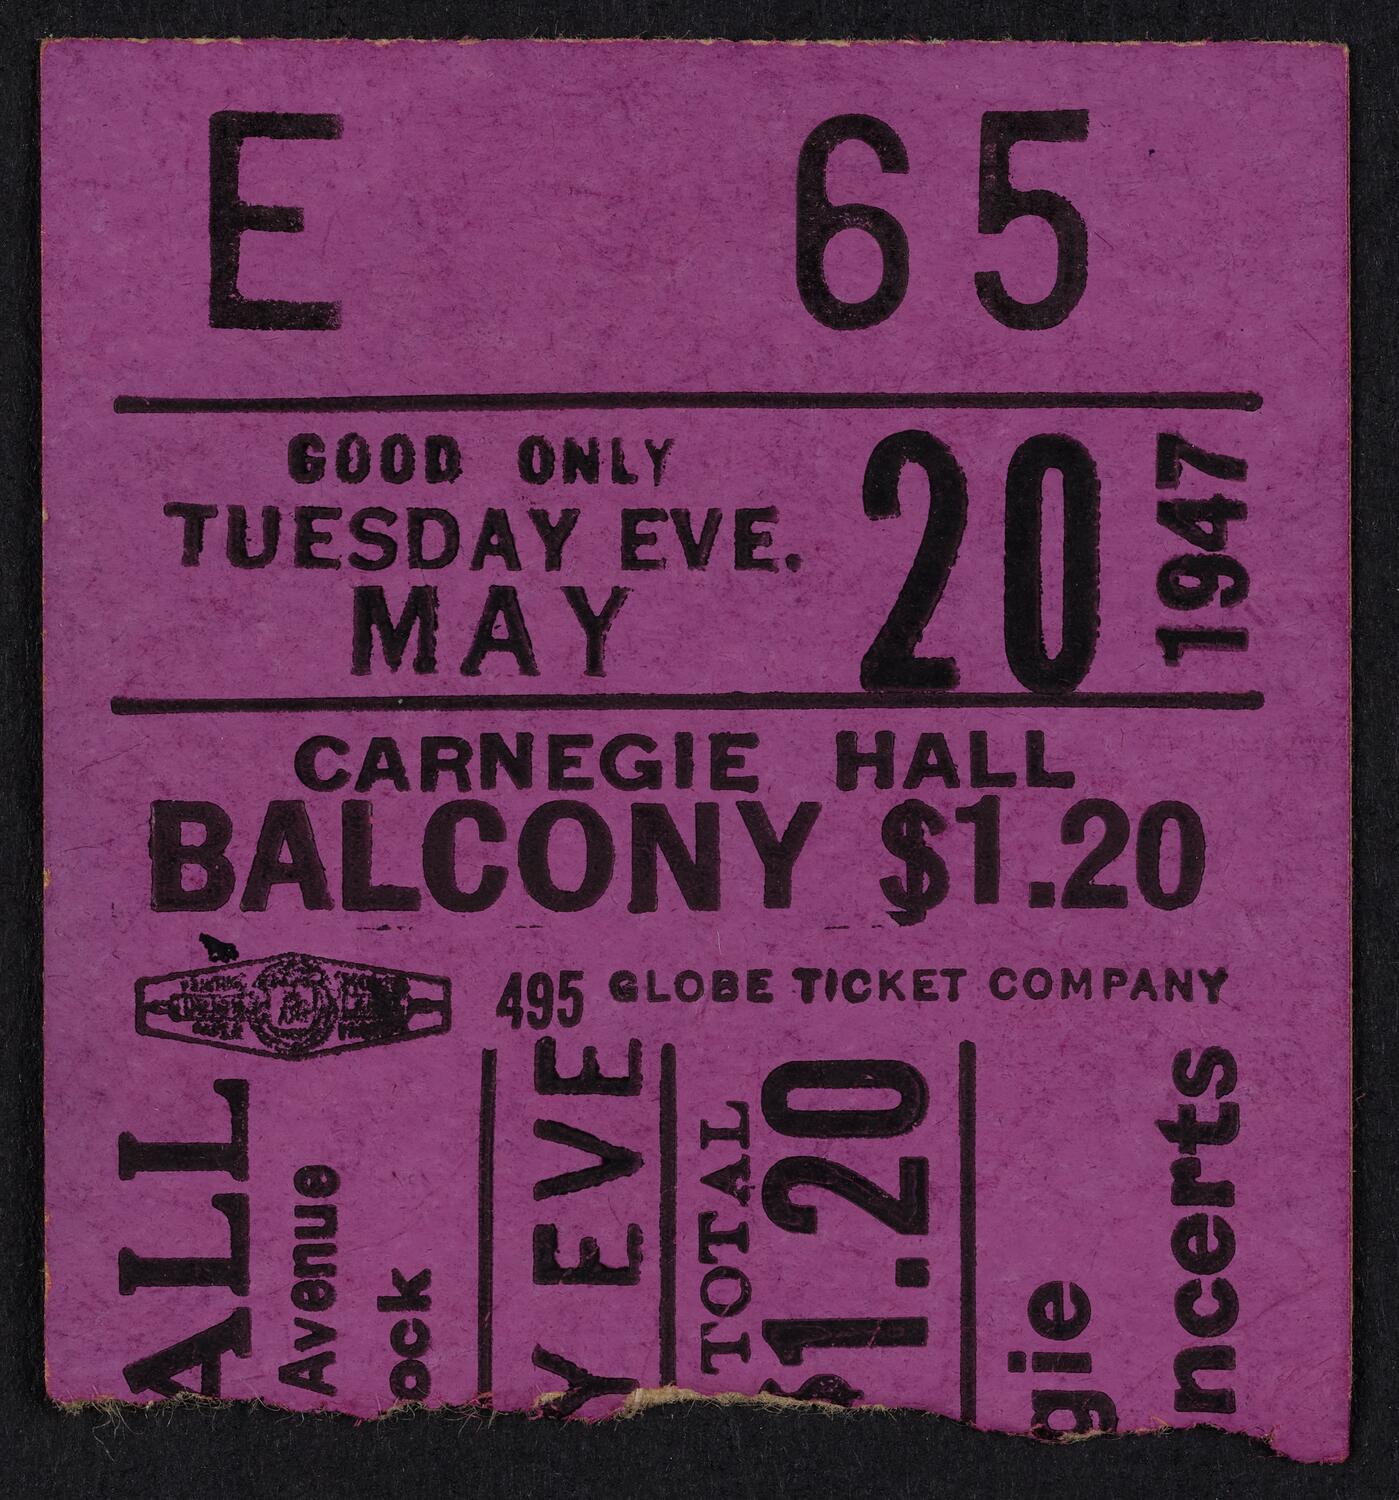 E 65
GOOD ONLY
TUESDAY EVE.
MAY
20
1947
CARNEGIE HALL
BALCONY $1.20
495 GLOBE TICKET COMPANY
ALL
Avenue
ock
Y EVE
TOTAL
$1.20
gie
ncerts